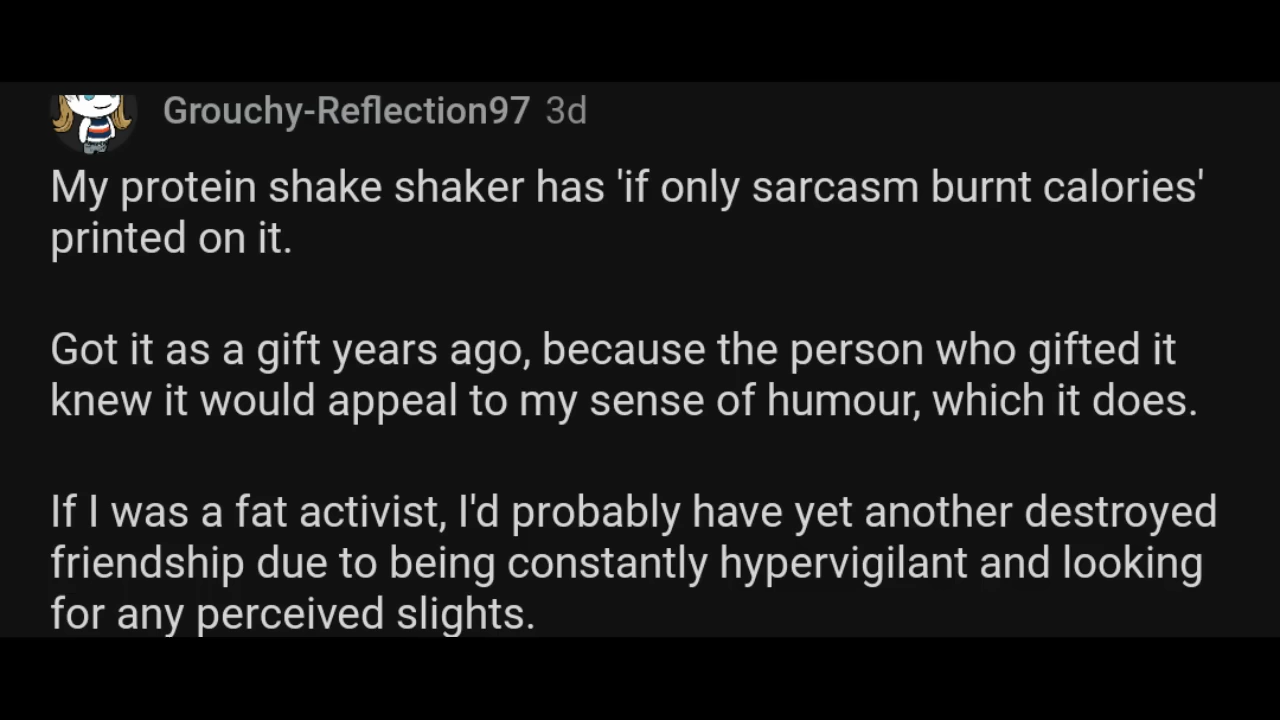 Grouchy-Reflection97 3d
My protein shake shaker has 'if only sarcasm burnt calories'
printed on it.
Got it as a gift years ago, because the person who gifted it
knew it would appeal to my sense of humour, which it does.
If I was a fat activist, I'd probably have yet another destroyed
friendship due to being constantly hypervigilant and looking
for any perceived slights.